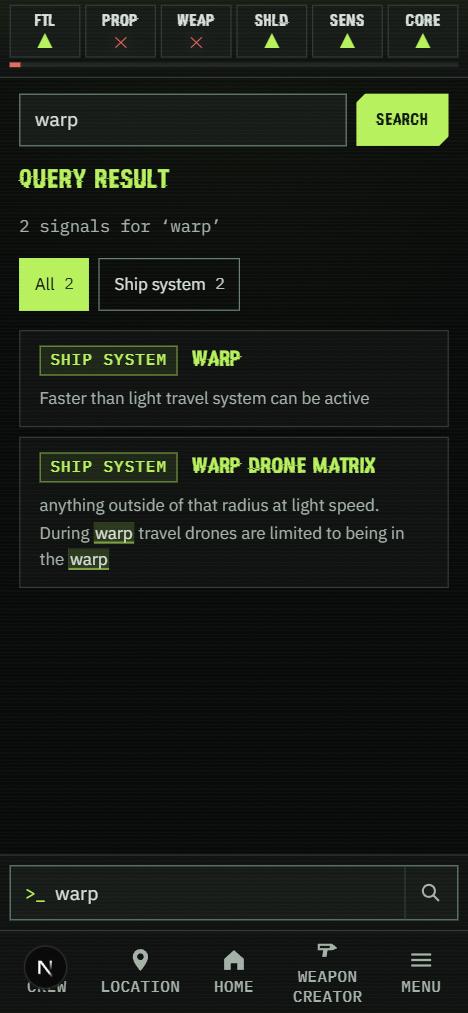 FTL PROP WEAP SHLD SENS CORE
warp SEARCH
QUERY RESULT
2 signals for ‘warp’
All 2 Ship system 2
SHIP SYSTEM WARP
Faster than light travel system can be active
SHIP SYSTEM WARP DRONE MATRIX
anything outside of that radius at light speed.
During warp travel drones are limited to being in
the warp
>_ warp
N
CREW LOCATION HOME WEAPON CREATOR MENU